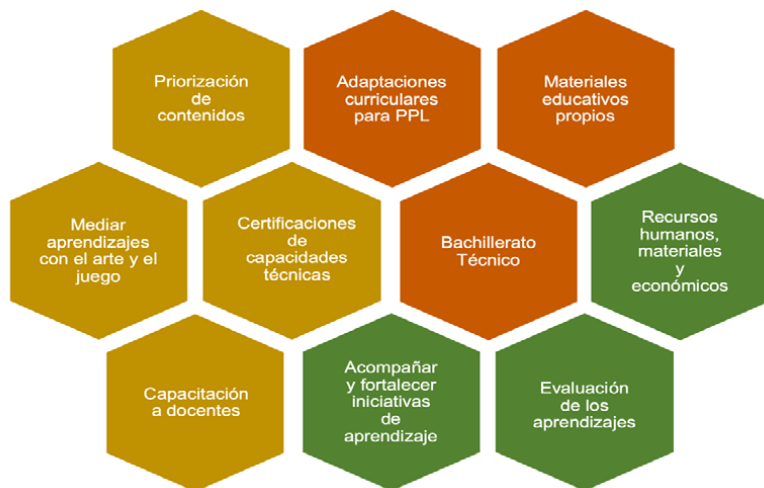 Priorización
de
contenidos
Adaptaciones
curriculares
para PPL
Materiales
educativos
propios
Mediar
aprendizajes
con el arte y el
juego
Certificaciones
de
capacidades
técnicas
Bachillerato
Técnico
Recursos
humanos,
materiales
y
económicos
Capacitación
a docentes
Acompañar
y fortalecer
iniciativas
de
aprendizaje
Evaluación
de los
aprendizajes